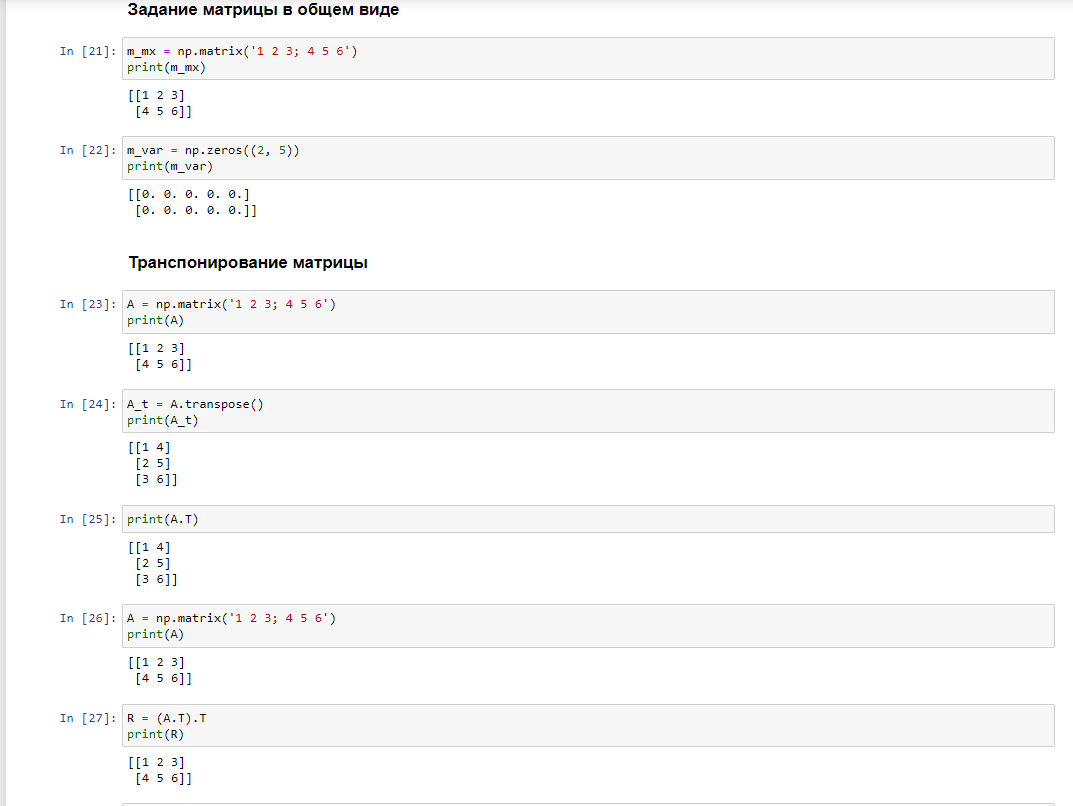 Задание матрицы в общем виде
In [21]: m_mx = np.matrix('1 2 3; 4 5 6')
print(m_mx)
[[1 2 3]
 [4 5 6]]
In [22]: m_var = np.zeros((2, 5))
print(m_var)
[[0. 0. 0. 0. 0.]
 [0. 0. 0. 0. 0.]]
Транспонирование матрицы
In [23]: A = np.matrix('1 2 3; 4 5 6')
print(A)
[[1 2 3]
 [4 5 6]]
In [24]: A_t = A.transpose()
print(A_t)
[[1 4]
 [2 5]
 [3 6]]
In [25]: print(A.T)
[[1 4]
 [2 5]
 [3 6]]
In [26]: A = np.matrix('1 2 3; 4 5 6')
print(A)
[[1 2 3]
 [4 5 6]]
In [27]: R = (A.T).T
print(R)
[[1 2 3]
 [4 5 6]]